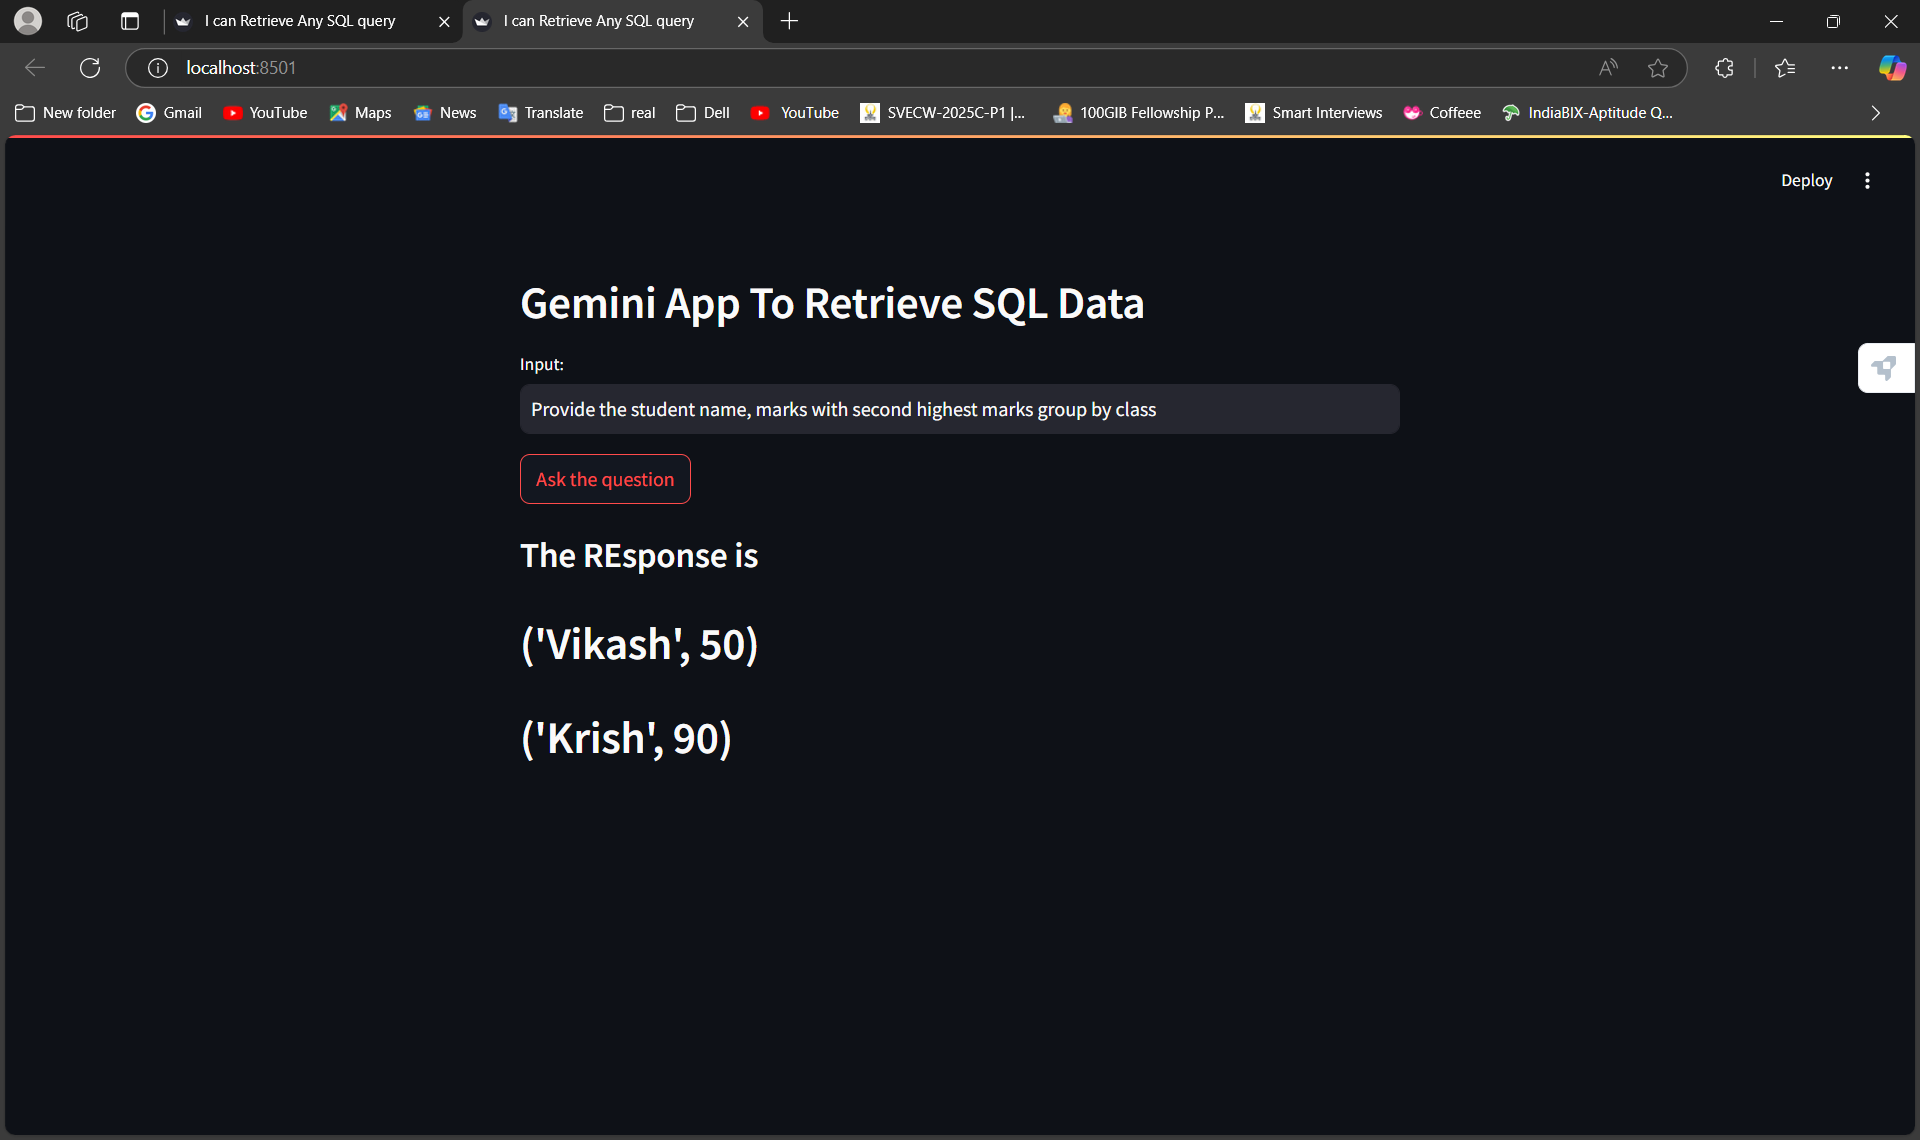 I can Retrieve Any SQL query
I can Retrieve Any SQL query
localhost:8501
New folder
Gmail
YouTube
Maps
News
Translate
real
Dell
YouTube
SVECW-2025C-P1 |...
100GIB Fellowship P...
Smart Interviews
Coffeee
IndiaBIX-Aptitude Q...
Deploy
Gemini App To Retrieve SQL Data
Input:
Provide the student name, marks with second highest marks group by class
Ask the question
The REsponse is
('Vikash', 50)
('Krish', 90)